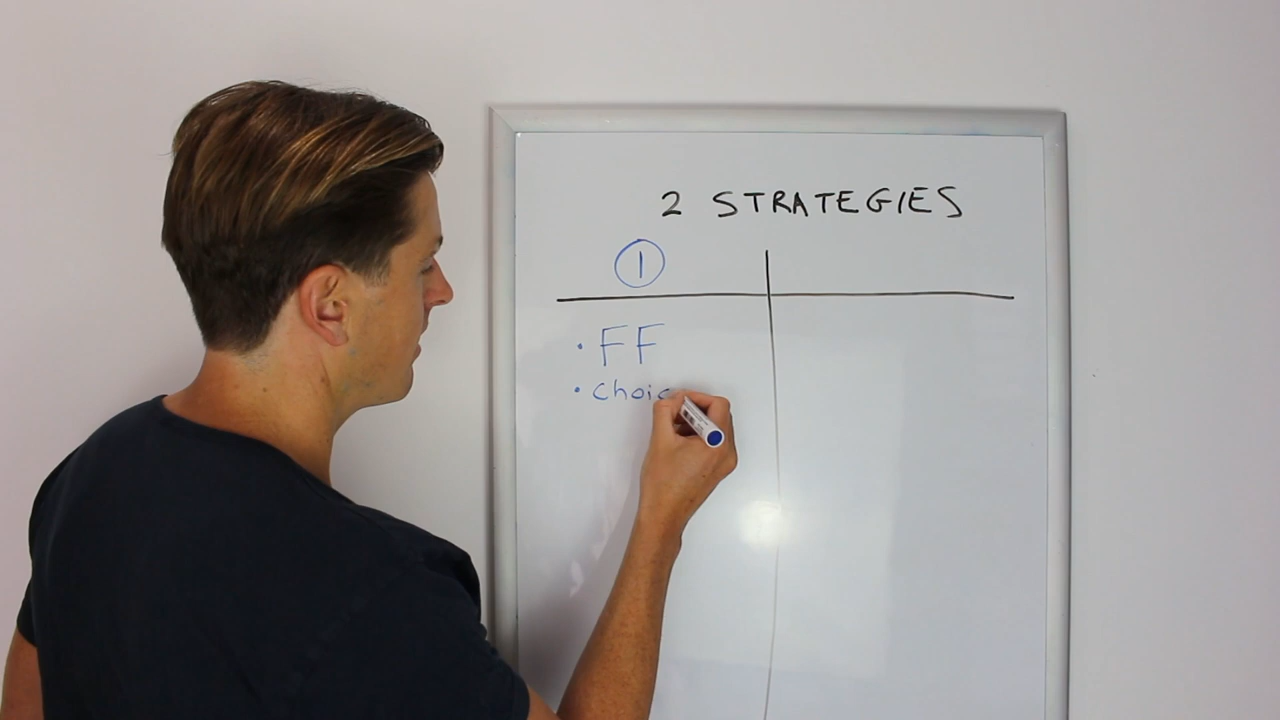 2 STRATEGIES
1
• FF
• Choic